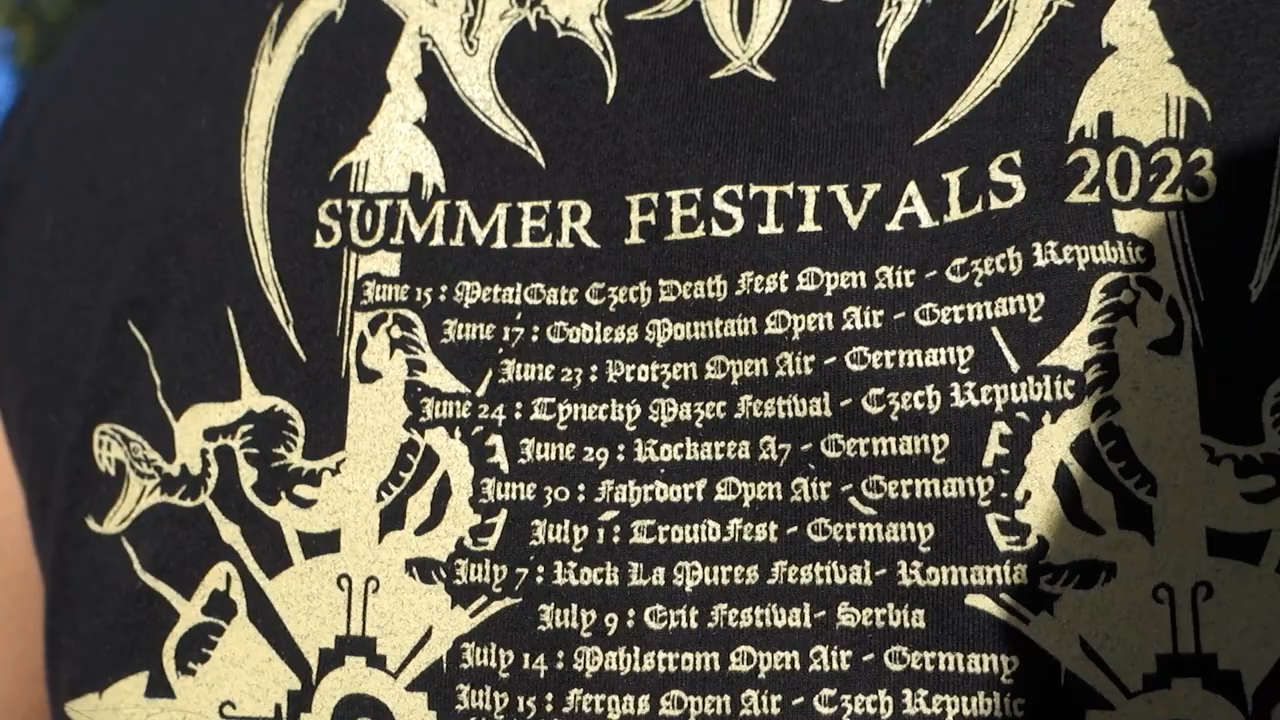 SUMMER FESTIVALS 2023
June 15 : MetalGate Czech Death Fest Open Air - Czech Republic
June 17 : Godless Mountain Open Air - Germany
June 23 : Protzen Open Air - Germany
June 24 : Týnecký Mazec Festival - Czech Republic
June 29 : Rockarea A7 - Germany
June 30 : Fahrdorf Open Air - Germany
July 1 : TrouidFest - Germany
July 7 : Rock La Mures Festival- Romania
July 9 : Exit Festival- Serbia
July 14 : Mahlstrom Open Air - Germany
July 15 : Fergas Open Air - Czech Republic